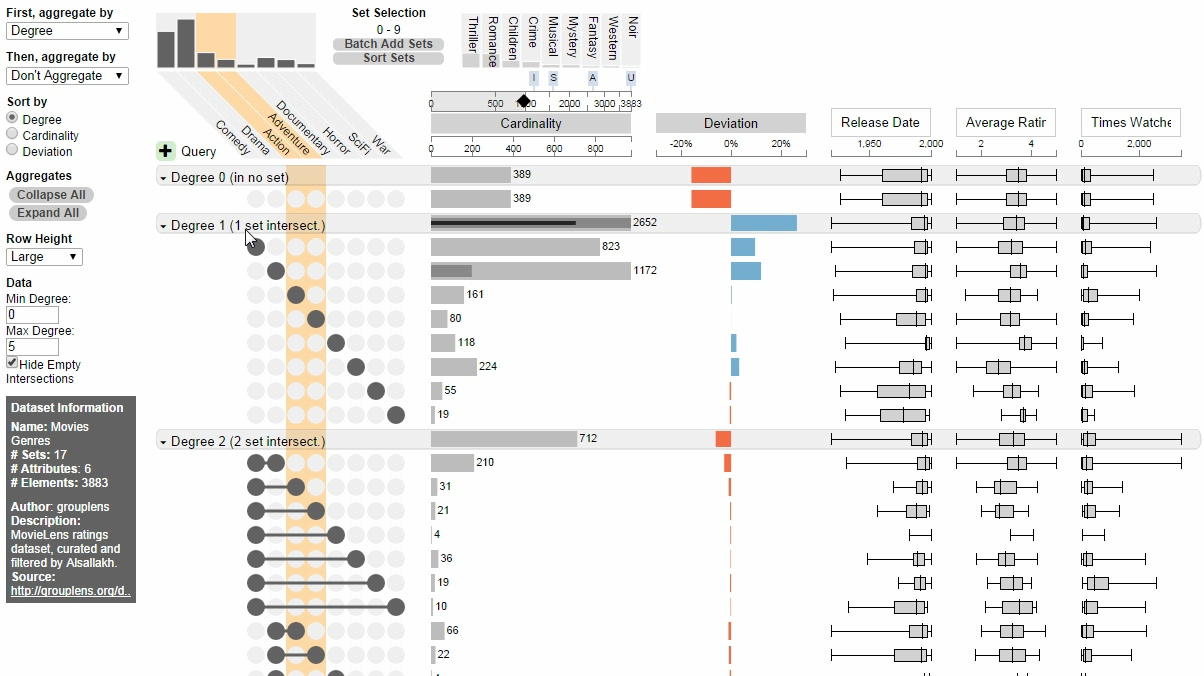 First, aggregate by
Degree
Then, aggregate by
Don't Aggregate
Sort by
Degree
Cardinality
Deviation
Aggregates
Collapse All
Expand All
Row Height
Large
Data
Min Degree:
0
Max Degree:
5
Hide Empty
Intersections
Dataset Information
Name: Movies
Genres
# Sets: 17
# Attributes: 6
# Elements: 3883
Author: grouplens
Description:
MovieLens ratings
dataset, curated and
filtered by Alsallakh.
Source:
http://grouplens.org/d..
Set Selection
0 - 9
Batch Add Sets
Sort Sets
Thriller
Romance
Children
Crime
Musical
Mystery
Fantasy
Western
Noir
I S A U
Comedy
Drama
Action
Adventure
Documentary
Horror
SciFi
War
Query
0 500 2000 3000 3883
Cardinality
0 200 400 600 800
Deviation
-20% 0% 20%
Release Date
1,950 2,000
Average Ratir
2 4
Times Watche
0 1,000
Degree 0 (in no set) 389
389
Degree 1 (1 set intersect.) 2652
823
1172
161
80
118
224
55
19
Degree 2 (2 set intersect.) 712
210
31
21
4
36
19
10
66
22